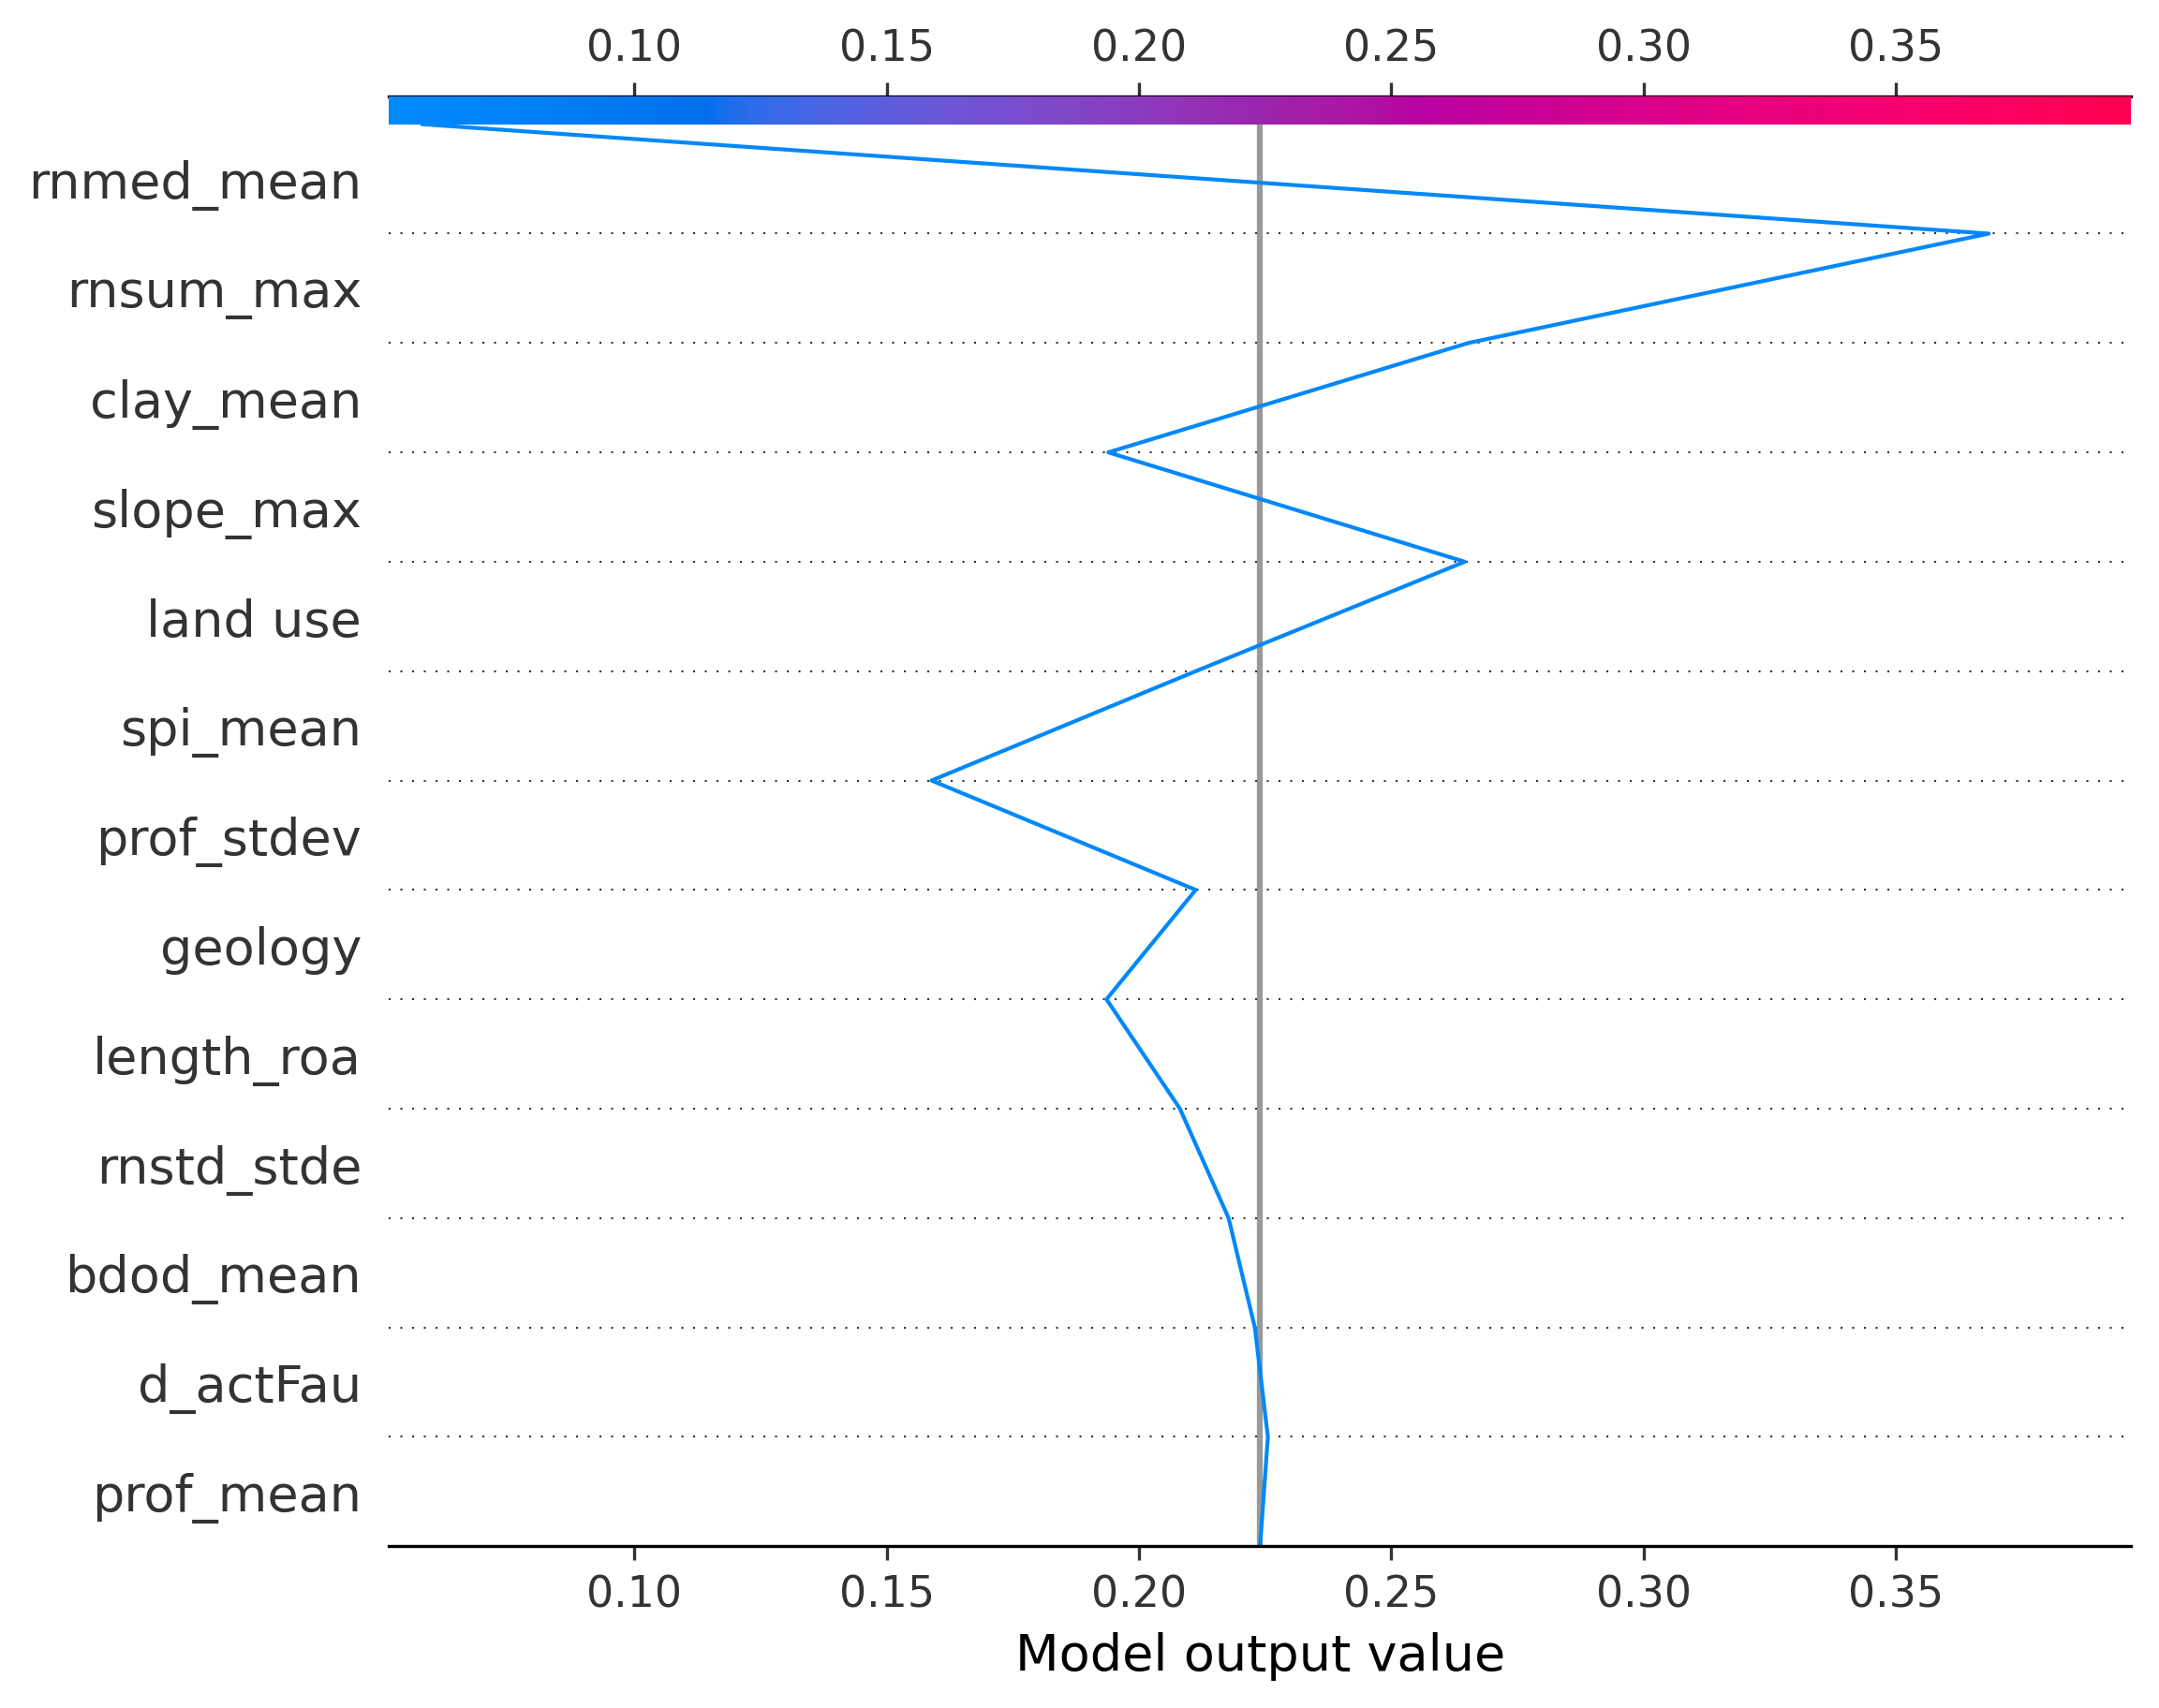 0.10 0.15 0.20 0.25 0.30 0.35
rnmed_mean
rnsum_max
clay_mean
slope_max
land use
spi_mean
prof_stdev
geology
length_roa
rnstd_stde
bdod_mean
d_actFau
prof_mean
0.10 0.15 0.20 0.25 0.30 0.35
Model output value